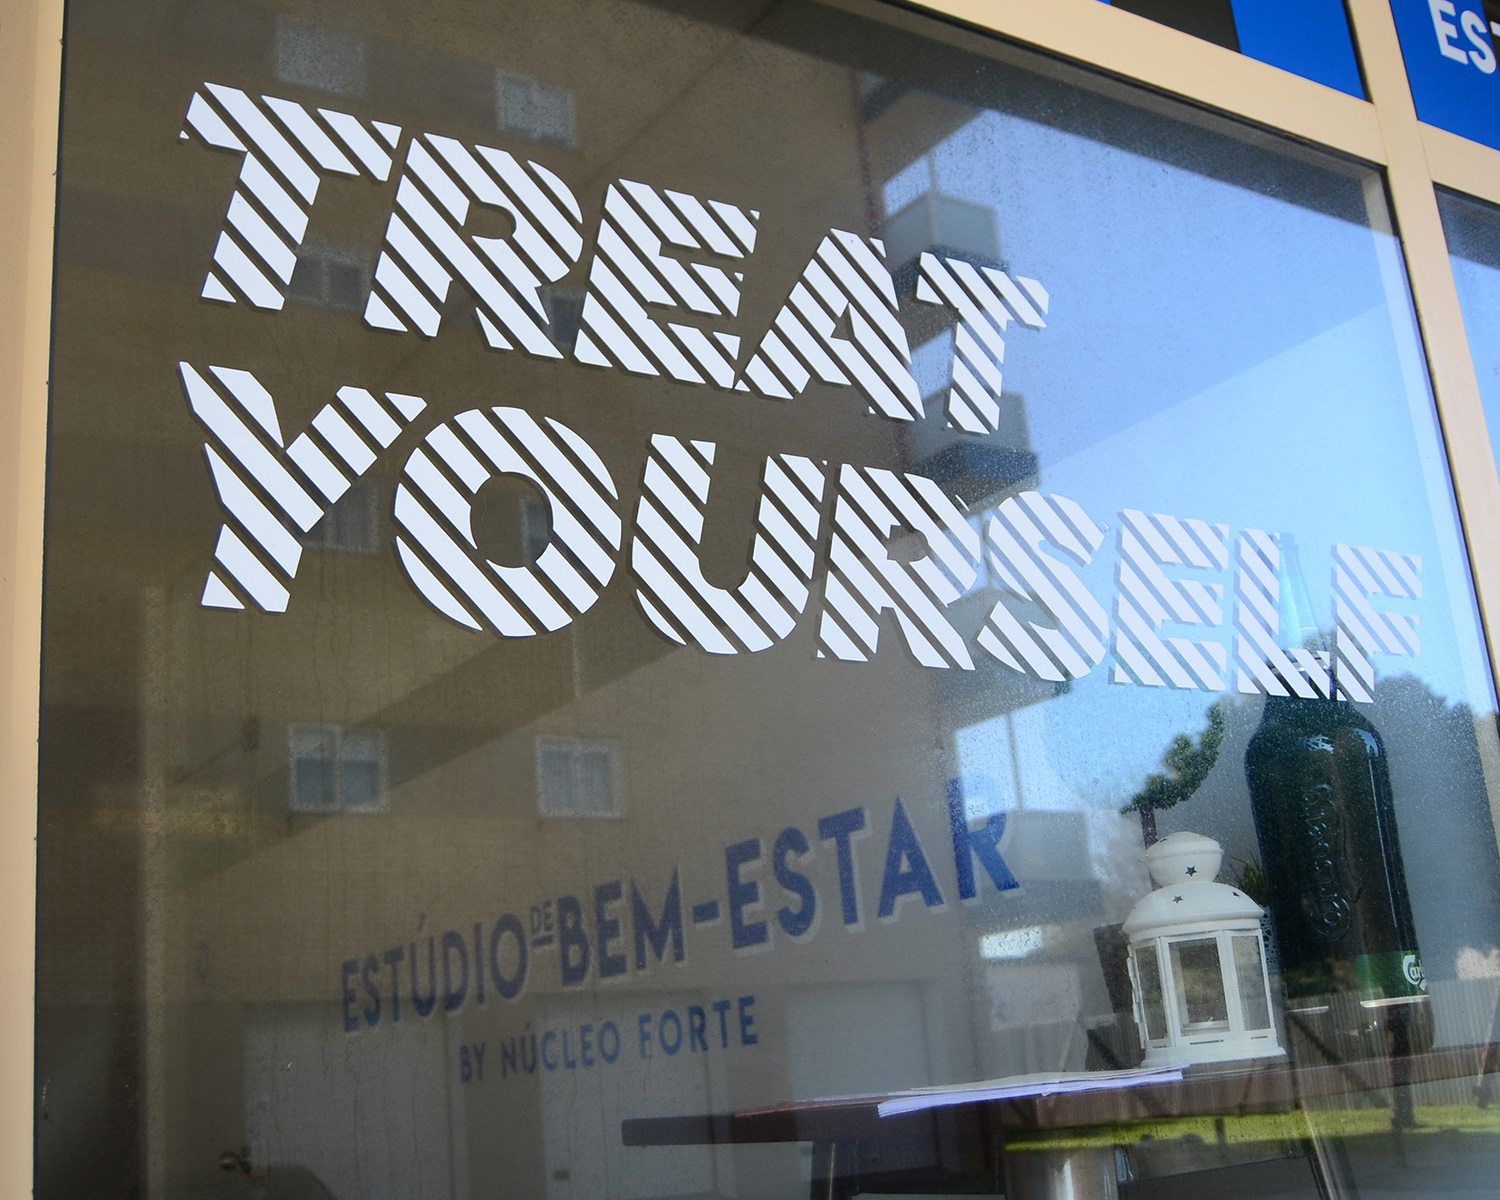 TREAT
YOURSELF
ESTÚDIO DE BEM-ESTAR
BY NÚCLEO FORTE